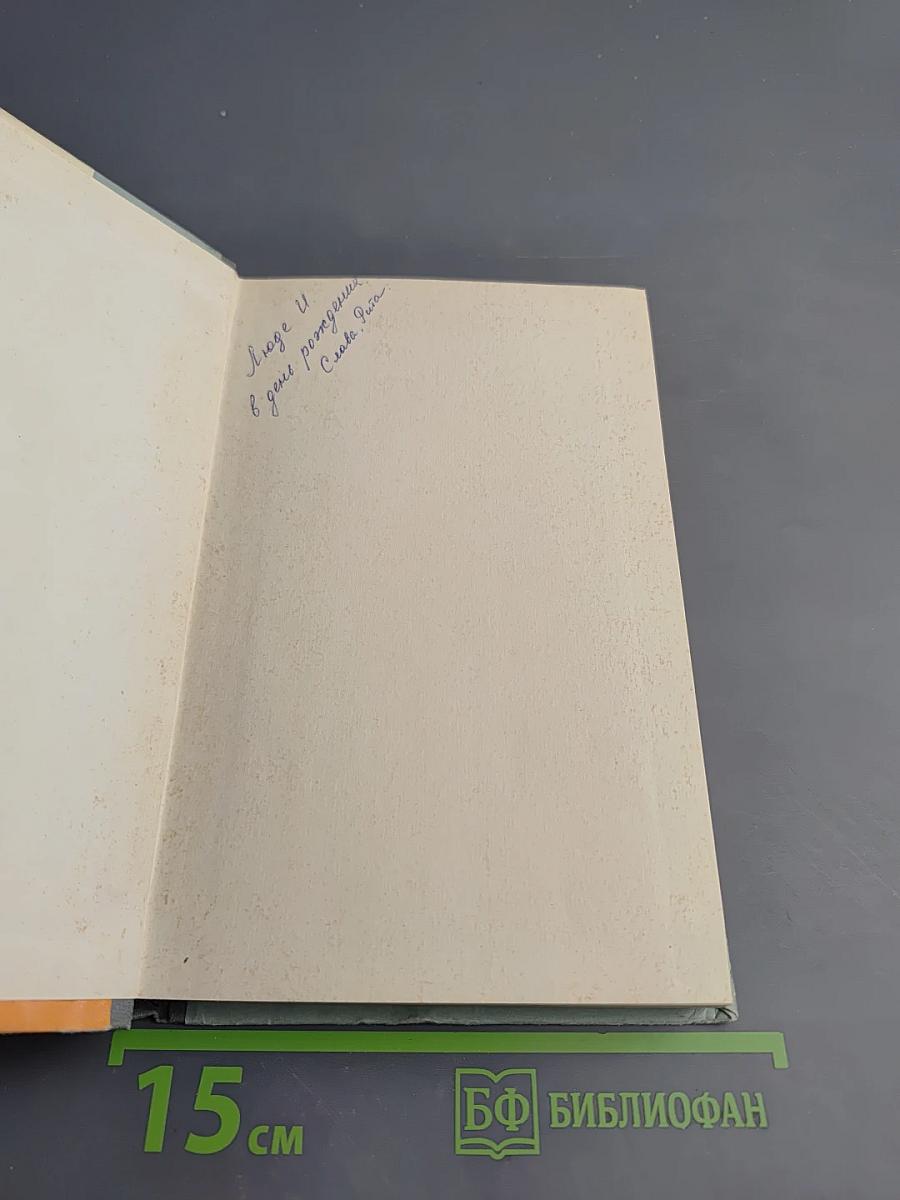 Люде И.
в день рождения
Слава, Рита.
15 см
БФ БИБЛИОФАН